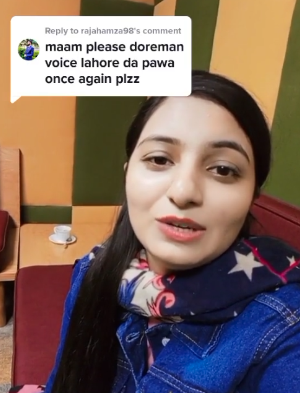 Reply to rajahamza98's comment
maam please doreman
voice lahore da pawa
once again plzz